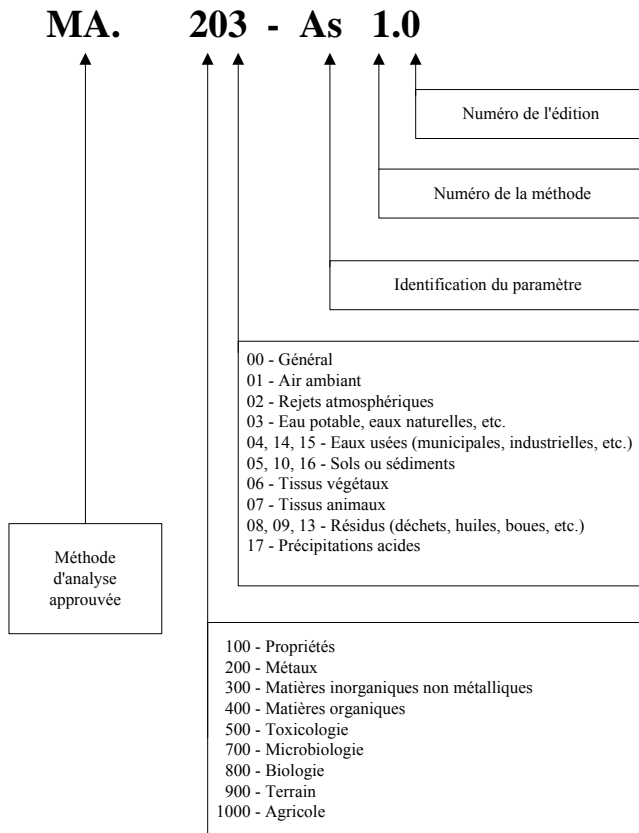 MA. 203 - As 1.0
Numéro de l'édition
Numéro de la méthode
Identification du paramètre
00 - Général
01 - Air ambiant
02 - Rejets atmosphériques
03 - Eau potable, eaux naturelles, etc.
04, 14, 15 - Eaux usées (municipales, industrielles, etc.)
05, 10, 16 - Sols ou sédiments
06 - Tissus végétaux
07 - Tissus animaux
08, 09, 13 - Résidus (déchets, huiles, boues, etc.)
17 - Précipitations acides
Méthode
d'analyse
approuvée
100 - Propriétés
200 - Métaux
300 - Matières inorganiques non métalliques
400 - Matières organiques
500 - Toxicologie
700 - Microbiologie
800 - Biologie
900 - Terrain
1000 - Agricole